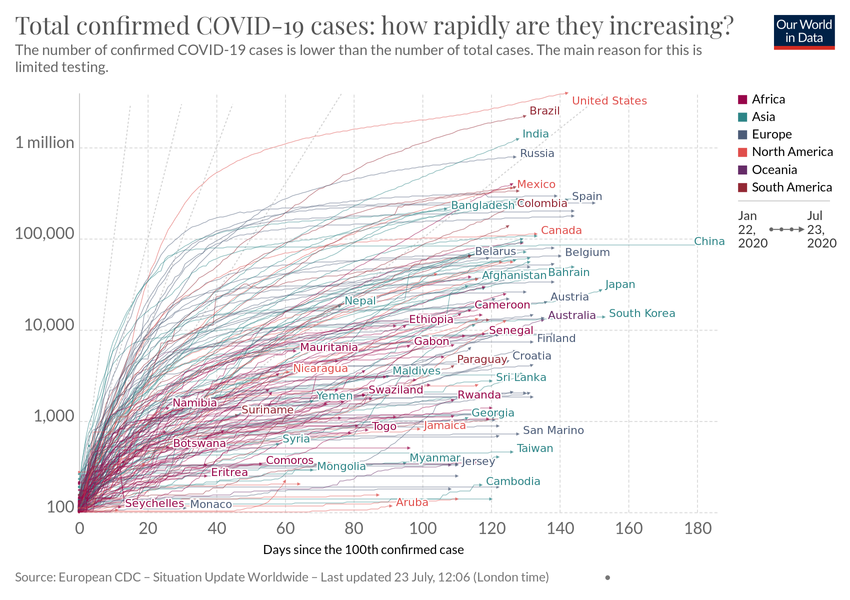 Total confirmed COVID-19 cases: how rapidly are they increasing?
The number of confirmed COVID-19 cases is lower than the number of total cases. The main reason for this is
limited testing.
Our World
in Data
United States
Brazil
India
Russia
Mexico
Spain
Bangladesh
Colombia
Canada
China
Belarus
Belgium
Afghanistan
Bahrain
Japan
Nepal
Austria
Cameroon
Ethiopia
Australia
South Korea
Senegal
Gabon
Finland
Mauritania
Paraguay
Croatia
Nicaragua
Maldives
Sri Lanka
Swaziland
Yemen
Rwanda
Namibia
Suriname
Georgia
Togo
Jamaica
San Marino
Botswana
Syria
Taiwan
Comoros
Myanmar
Jersey
Mongolia
Eritrea
Cambodia
Seychelles
Monaco
Aruba
1 million
100,000
10,000
1,000
100
0 20 40 60 80 100 120 140 160 180
Days since the 100th confirmed case
Africa
Asia
Europe
North America
Oceania
South America
Jan
22,
2020
Jul
23,
2020
Source: European CDC – Situation Update Worldwide – Last updated 23 July, 12:06 (London time)